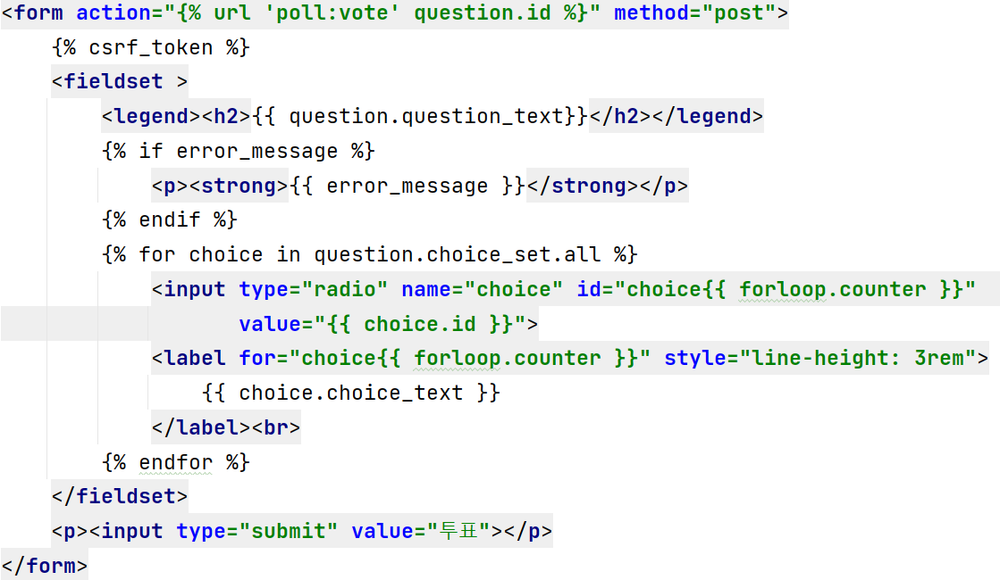 <form action="{% url 'poll:vote' question.id %}" method="post">
    {% csrf_token %}
    <fieldset >
        <legend><h2>{{ question.question_text}}</h2></legend>
        {% if error_message %}
            <p><strong>{{ error_message }}</strong></p>
        {% endif %}
        {% for choice in question.choice_set.all %}
            <input type="radio" name="choice" id="choice{{ forloop.counter }}"
                   value="{{ choice.id }}">
            <label for="choice{{ forloop.counter }}" style="line-height: 3rem">
                {{ choice.choice_text }}
            </label><br>
        {% endfor %}
    </fieldset>
    <p><input type="submit" value="투표"></p>
</form>